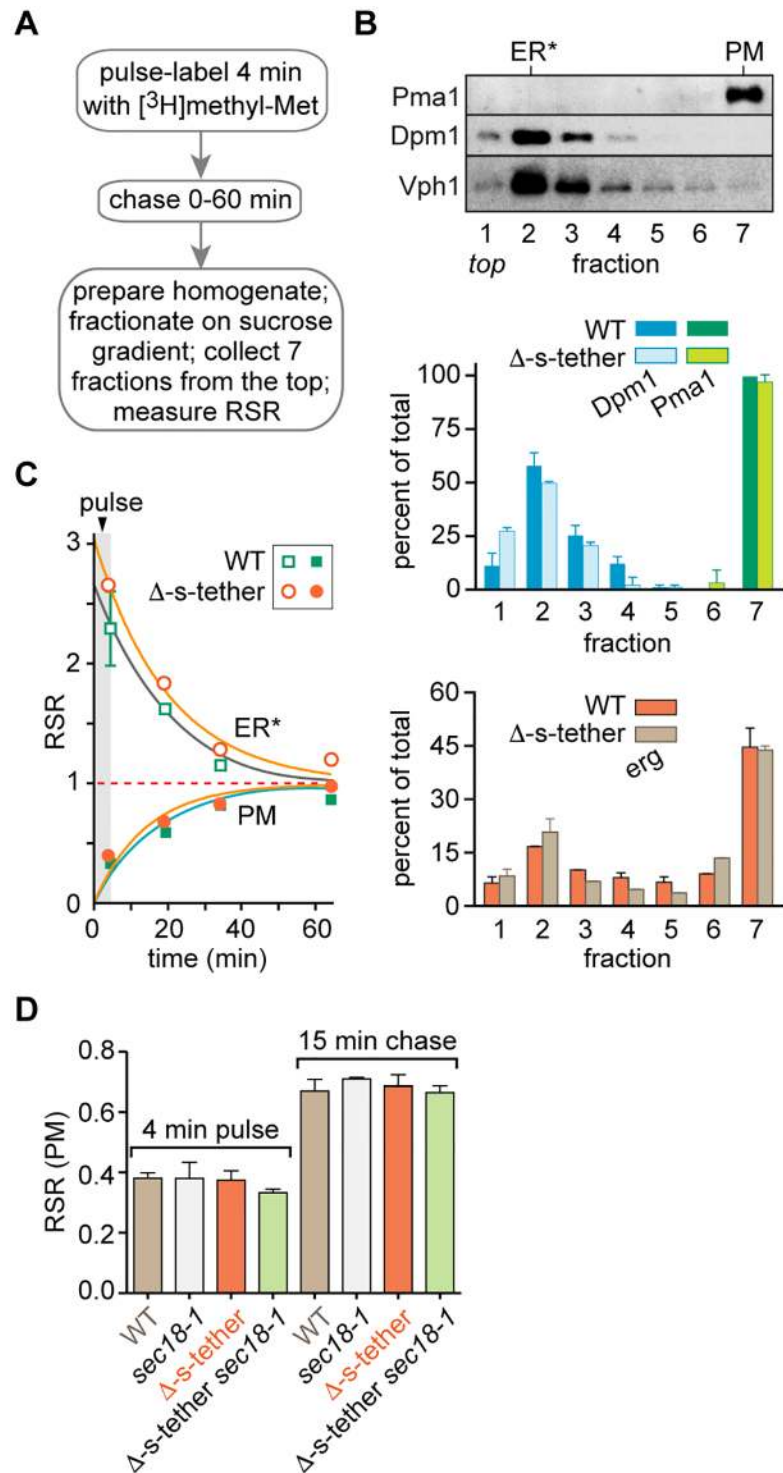 A
pulse-label 4 min
with [³H]methyl-Met
chase 0-60 min
prepare homogenate;
fractionate on sucrose
gradient; collect 7
fractions from the top;
measure RSR
B
ER* PM
Pma1
Dpm1
Vph1
1 2 3 4 5 6 7
top fraction
WT
Δ-s-tether
Dpm1 Pma1
percent of total
100
75
50
25
0
1 2 3 4 5 6 7
fraction
WT
Δ-s-tether
erg
percent of total
60
45
30
15
0
1 2 3 4 5 6 7
fraction
C
pulse
WT
Δ-s-tether
RSR
3
2
1
0
ER*
PM
0 20 40 60
time (min)
D
15 min chase
4 min pulse
RSR (PM)
0.8
0.6
0.4
0.2
0.0
WT
sec18-1
Δ-s-tether
Δ-s-tether sec18-1
WT
sec18-1
Δ-s-tether
Δ-s-tether sec18-1